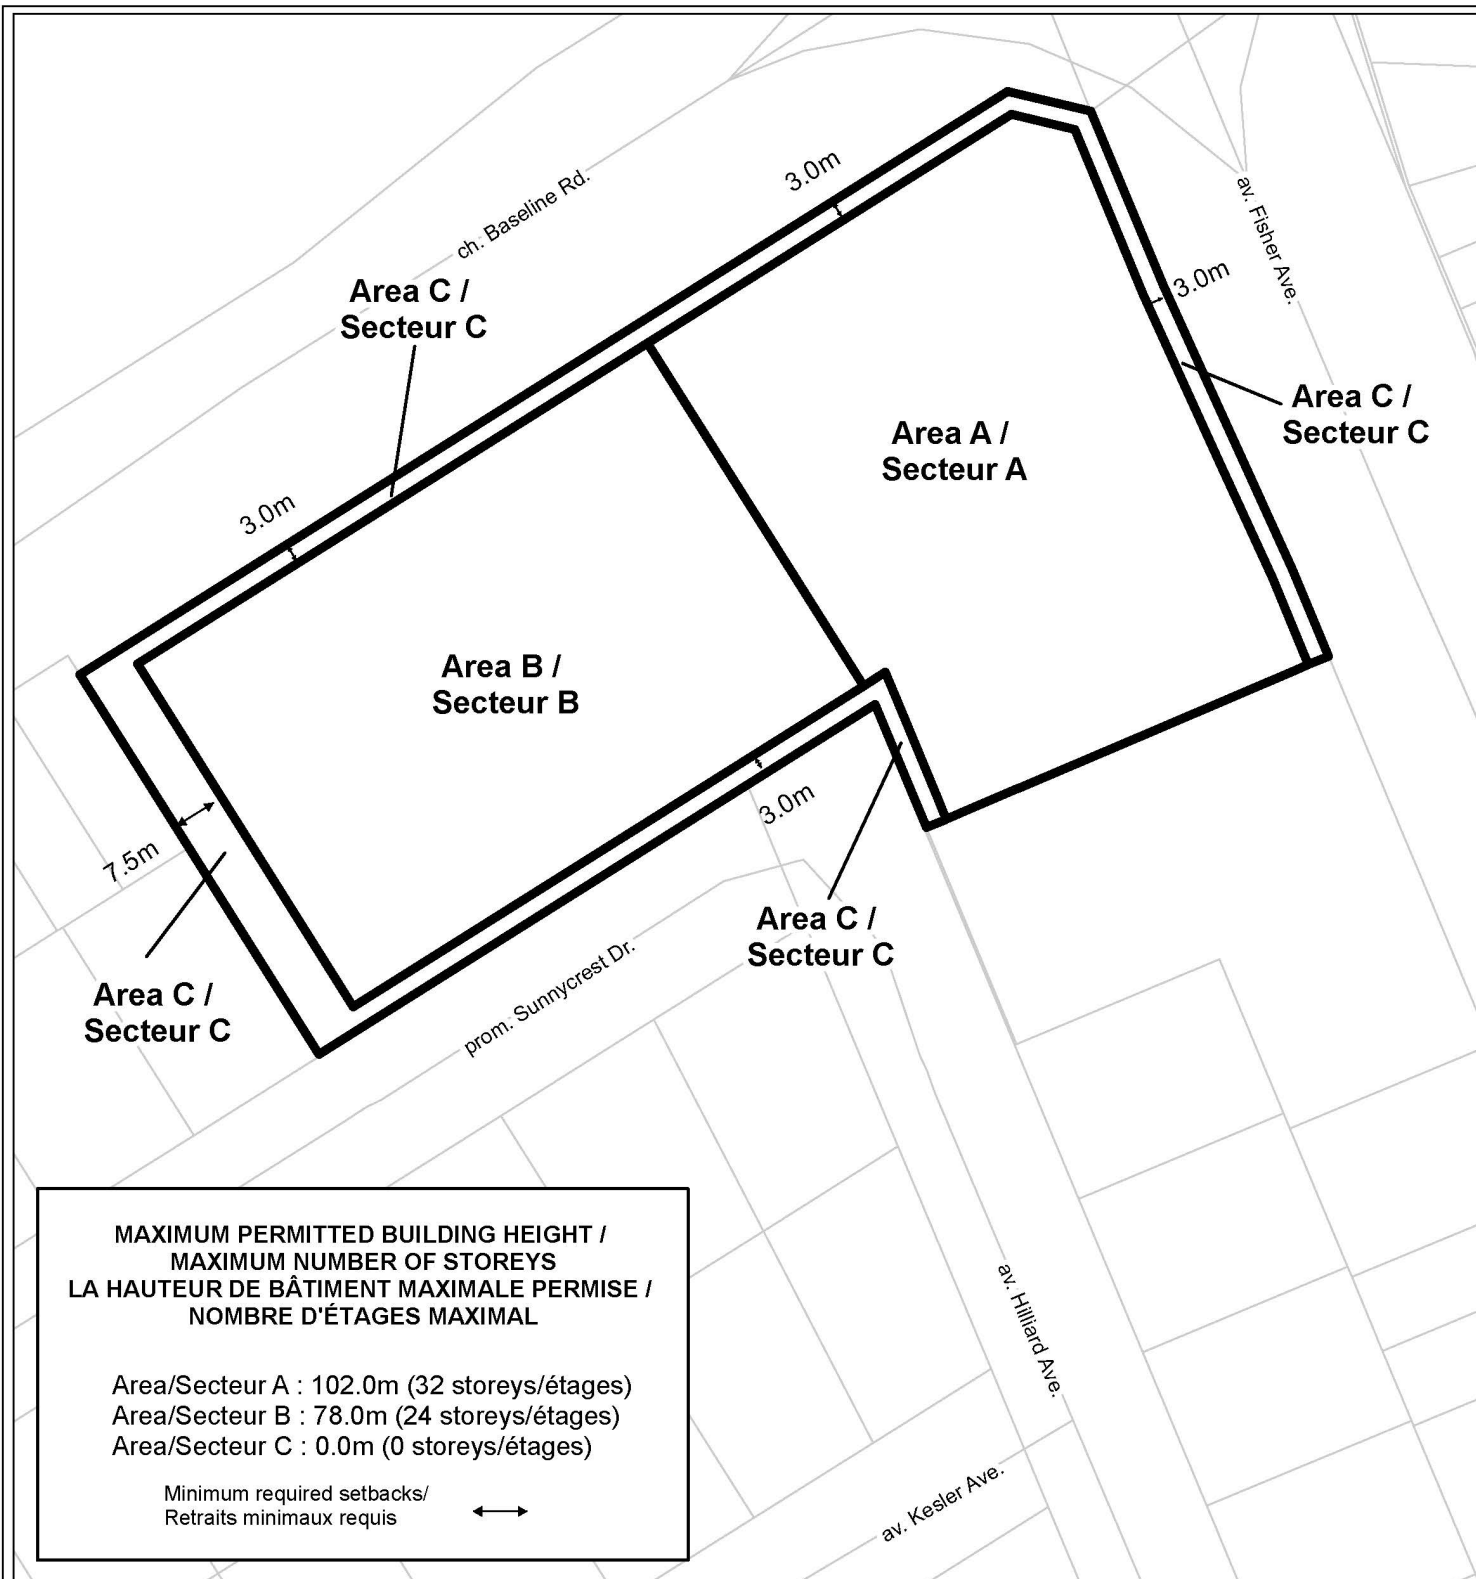 ch. Baseline Rd.
3.0m
av. Fisher Ave.
3.0m
Area C /
Secteur C
Area C /
Secteur C
Area A /
Secteur A
3.0m
Area B /
Secteur B
3.0m
7.5m
Area C /
Secteur C
Area C /
Secteur C
prom. Sunnycrest Dr.
MAXIMUM PERMITTED BUILDING HEIGHT /
MAXIMUM NUMBER OF STOREYS
LA HAUTEUR DE BÂTIMENT MAXIMALE PERMISE /
NOMBRE D'ÉTAGES MAXIMAL
Area/Secteur A : 102.0m (32 storeys/étages)
Area/Secteur B : 78.0m (24 storeys/étages)
Area/Secteur C : 0.0m (0 storeys/étages)
Minimum required setbacks/
Retraits minimaux requis
av. Hilliard Ave.
av. Kesler Ave.